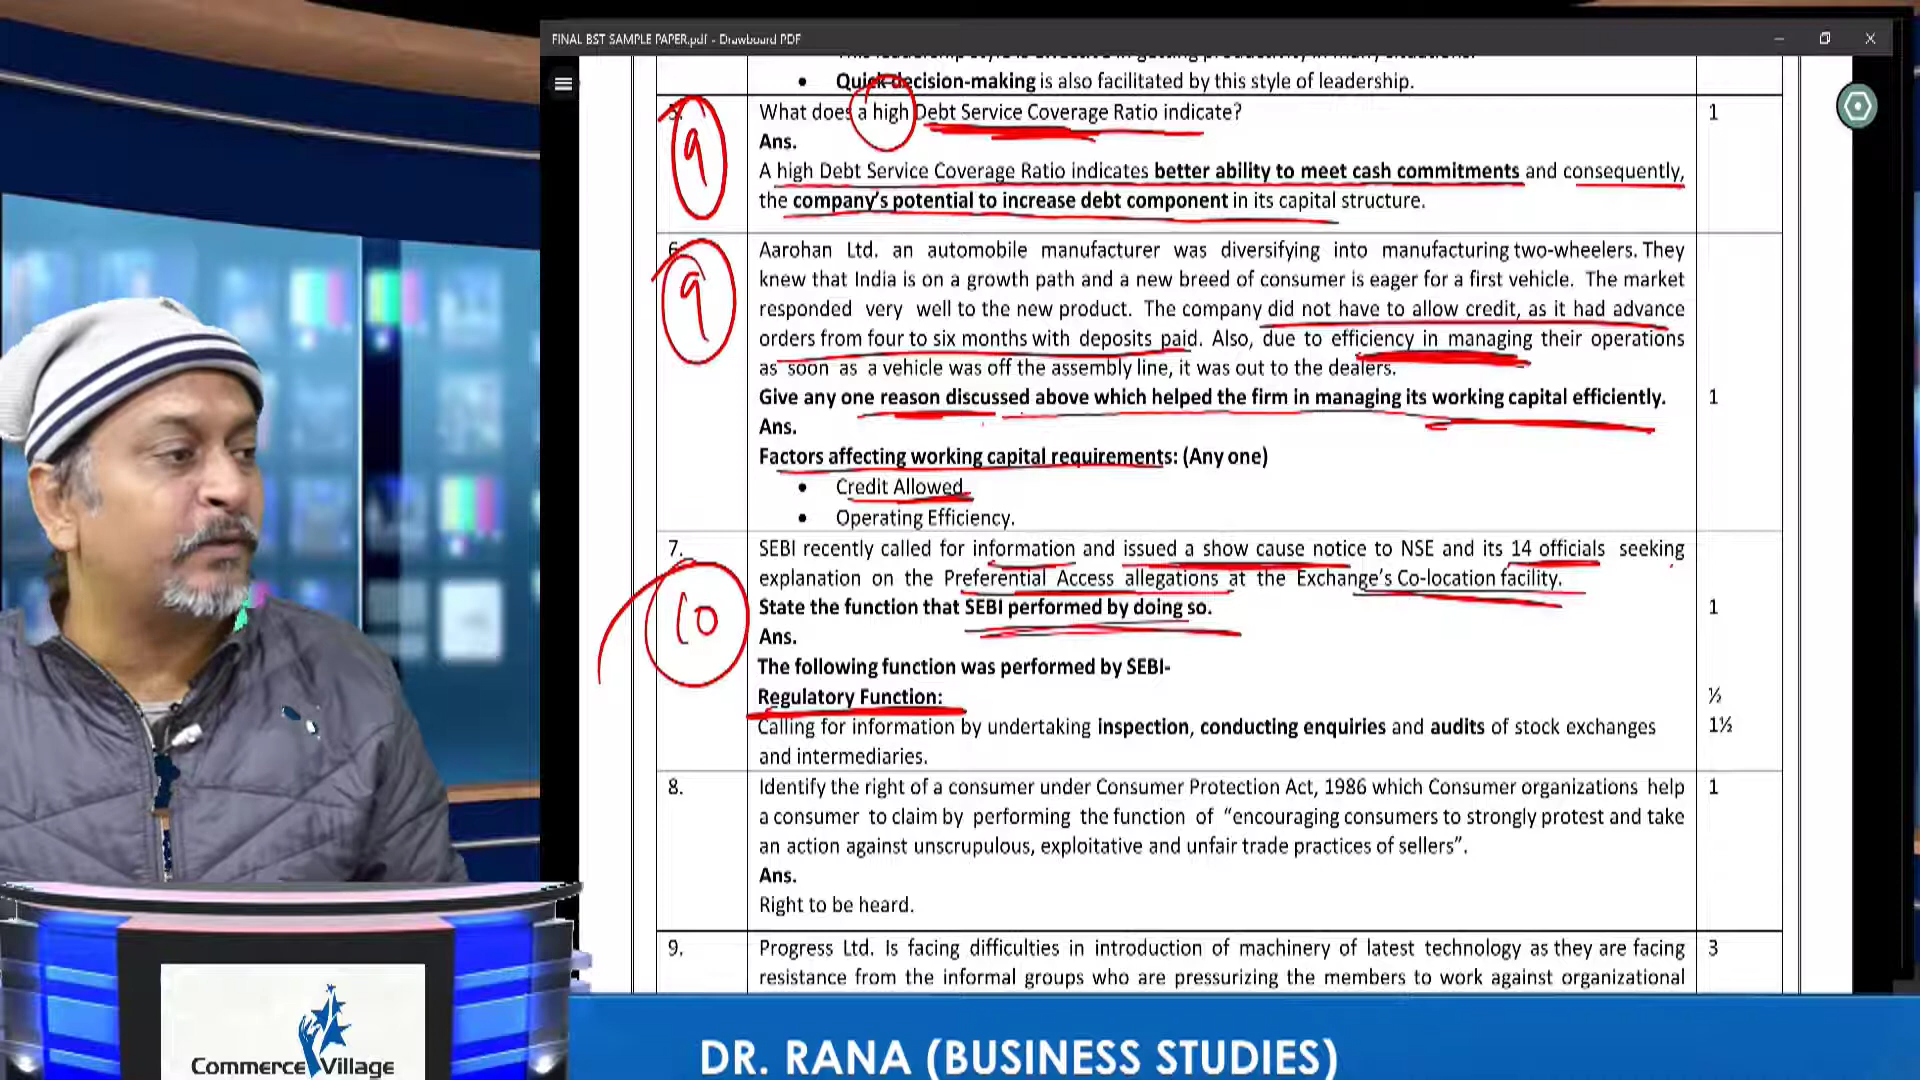 FINAL BST SAMPLE PAPER.pdf - Drawboard PDF
• Quick decision-making is also facilitated by this style of leadership.
5. What does a high Debt Service Coverage Ratio indicate? 1
9
Ans.
A high Debt Service Coverage Ratio indicates better ability to meet cash commitments and consequently,
the company's potential to increase debt component in its capital structure.
6. Aarohan Ltd. an automobile manufacturer was diversifying into manufacturing two-wheelers. They
9
knew that India is on a growth path and a new breed of consumer is eager for a first vehicle. The market
responded very well to the new product. The company did not have to allow credit, as it had advance
orders from four to six months with deposits paid. Also, due to efficiency in managing their operations
as soon as a vehicle was off the assembly line, it was out to the dealers.
Give any one reason discussed above which helped the firm in managing its working capital efficiently. 1
Ans.
Factors affecting working capital requirements: (Any one)
• Credit Allowed
• Operating Efficiency.
7. SEBI recently called for information and issued a show cause notice to NSE and its 14 officials seeking
explanation on the Preferential Access allegations at the Exchange's Co-location facility.
10
State the function that SEBI performed by doing so. 1
Ans.
The following function was performed by SEBI-
Regulatory Function: ½
Calling for information by undertaking inspection, conducting enquiries and audits of stock exchanges 1½
and intermediaries.
8. Identify the right of a consumer under Consumer Protection Act, 1986 which Consumer organizations help 1
a consumer to claim by performing the function of "encouraging consumers to strongly protest and take
an action against unscrupulous, exploitative and unfair trade practices of sellers".
Ans.
Right to be heard.
9. Progress Ltd. Is facing difficulties in introduction of machinery of latest technology as they are facing 3
resistance from the informal groups who are pressurizing the members to work against organizational
Commerce Village
DR. RANA (BUSINESS STUDIES)